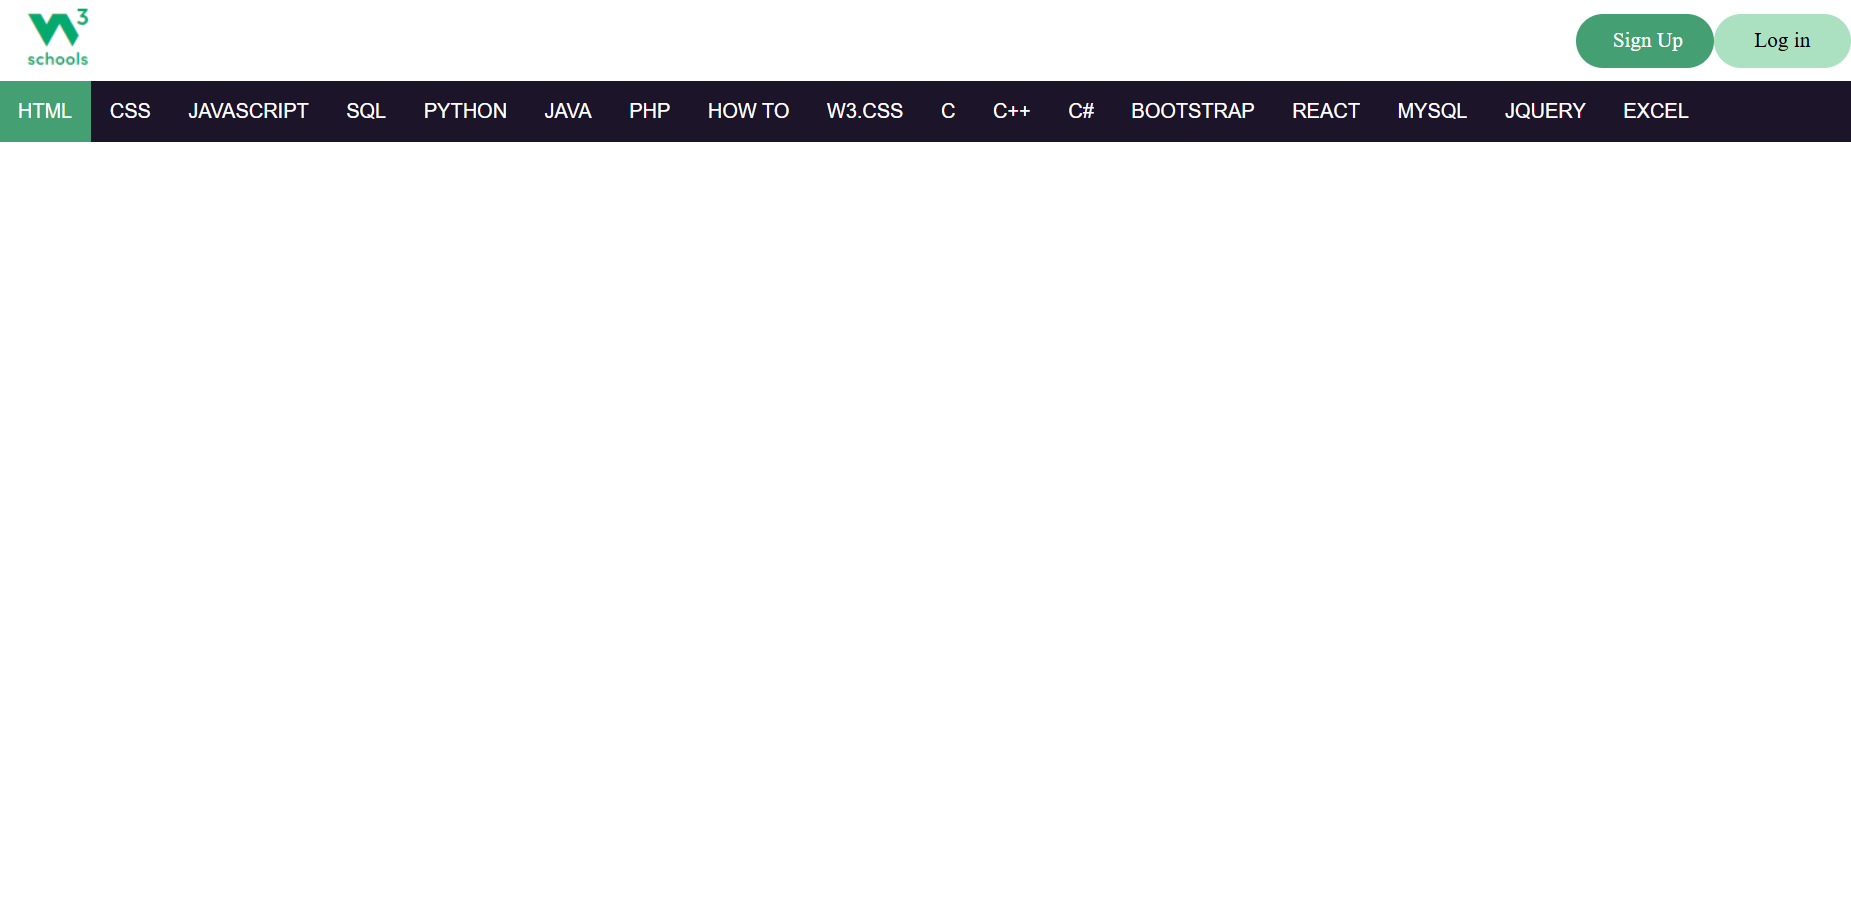 W3
schools
Sign Up
Log in
HTML CSS JAVASCRIPT SQL PYTHON JAVA PHP HOW TO W3.CSS C C++ C# BOOTSTRAP REACT MYSQL JQUERY EXCEL